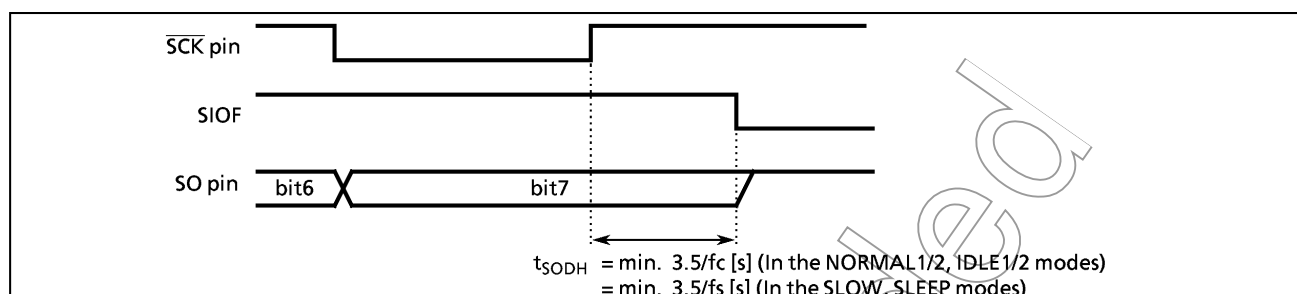 SCK pin
SIOF
SO pin bit6 bit7
tSODH = min. 3.5/fc [s] (In the NORMAL1/2, IDLE1/2 modes)
= min. 3.5/fs [s] (In the SLOW, SLEEP modes)
ded